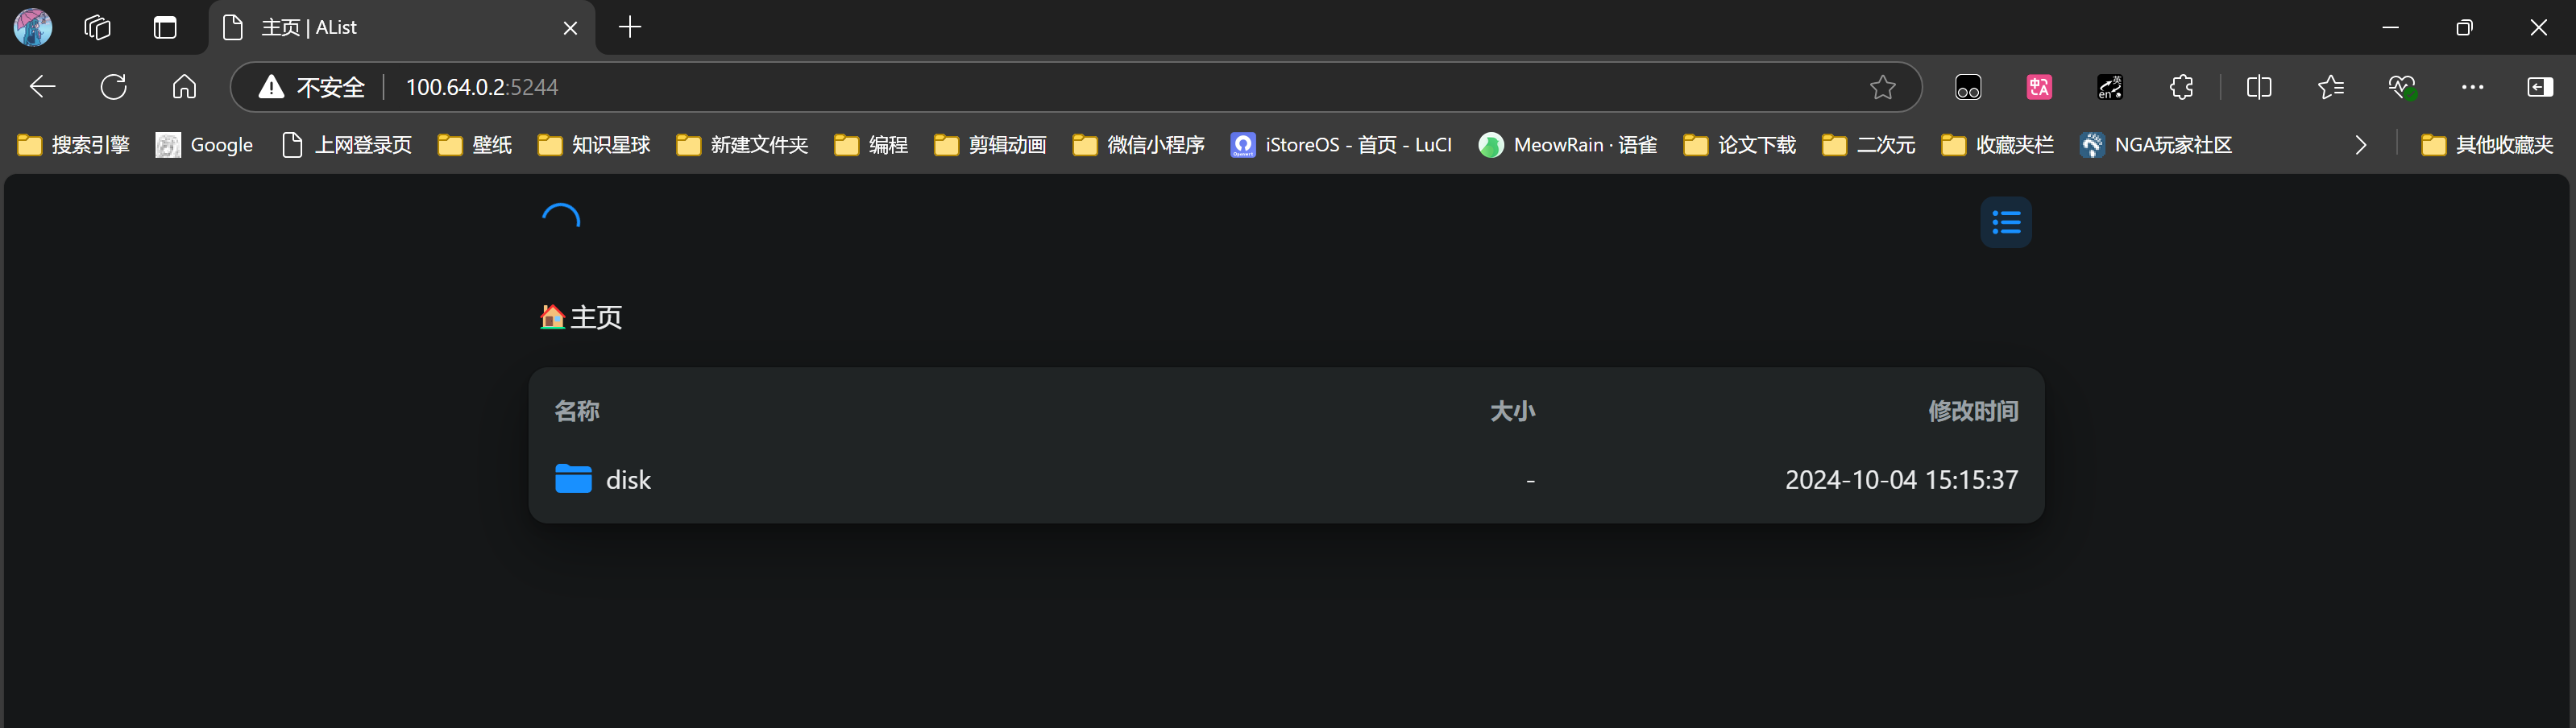 主页 | AList
不安全 100.64.0.2:5244
搜索引擎 Google 上网登录页 壁纸 知识星球 新建文件夹 编程 剪辑动画 微信小程序 iStoreOS - 首页 - LuCI MeowRain · 语雀 论文下载 二次元 收藏夹栏 NGA玩家社区 其他收藏夹
主页
名称 大小 修改时间
disk - 2024-10-04 15:15:37